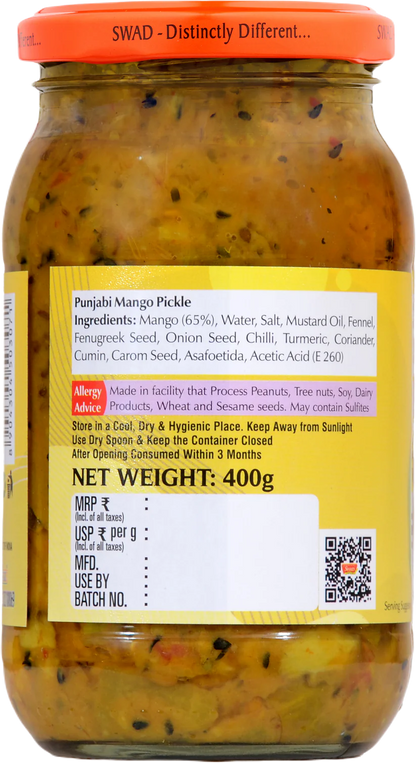 SWAD - Distinctly Different...
Punjabi Mango Pickle
Ingredients: Mango (65%), Water, Salt, Mustard Oil, Fennel,
Fenugreek Seed, Onion Seed, Chilli, Turmeric, Coriander,
Cumin, Carom Seed, Asafoetida, Acetic Acid (E 260)
Allergy Advice
Made in facility that Process Peanuts, Tree nuts, Soy, Dairy
Products, Wheat and Sesame seeds. May contain Sulfites
Store in a Cool, Dry & Hygienic Place. Keep Away from Sunlight
Use Dry Spoon & Keep the Container Closed
After Opening Consumed Within 3 Months
NET WEIGHT: 400g
MRP ₹ :
(Incl. of all taxes)
USP ₹ per g :
(Incl. of all taxes)
MFD. :
USE BY :
BATCH NO. :
Serving